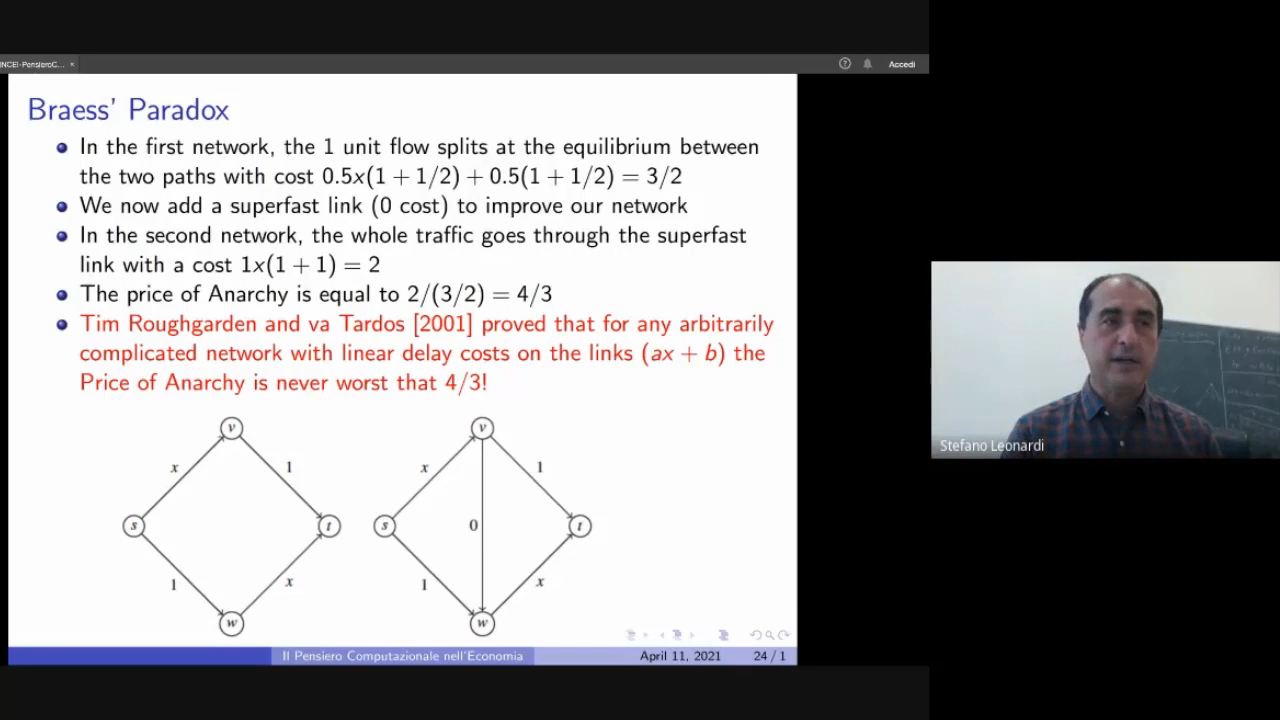 INCEI-PensieroC...
Accedi
Braess' Paradox
In the first network, the 1 unit flow splits at the equilibrium between
the two paths with cost 0.5x(1 + 1/2) + 0.5(1 + 1/2) = 3/2
We now add a superfast link (0 cost) to improve our network
In the second network, the whole traffic goes through the superfast
link with a cost 1x(1 + 1) = 2
The price of Anarchy is equal to 2/(3/2) = 4/3
Tim Roughgarden and va Tardos [2001] proved that for any arbitrarily
complicated network with linear delay costs on the links (ax + b) the
Price of Anarchy is never worst that 4/3!
v
x 1
s t
1 x
w
v
x 1
s 0 t
1 x
w
Stefano Leonardi
Il Pensiero Computazionale nell'Economia April 11, 2021 24 / 1